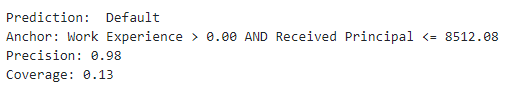 Prediction:  Default
Anchor: Work Experience > 0.00 AND Received Principal <= 8512.08
Precision: 0.98
Coverage: 0.13